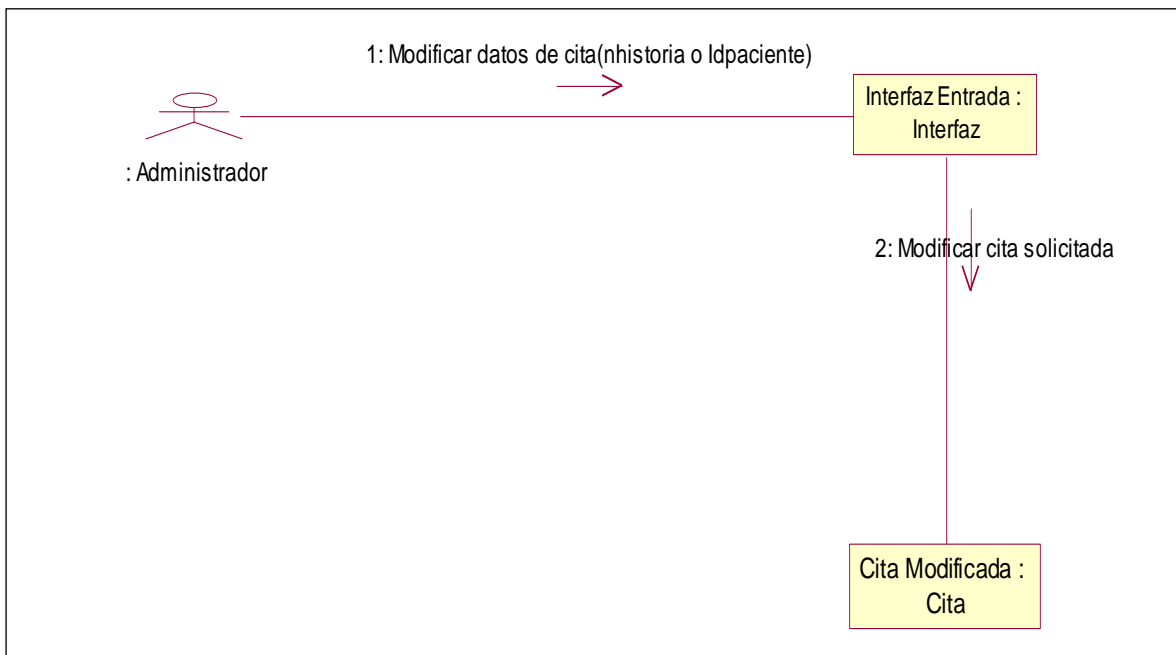 1: Modificar datos de cita(nhistoria o Idpaciente)
Interfaz Entrada :
Interfaz
: Administrador
2: Modificar cita solicitada
Cita Modificada :
Cita